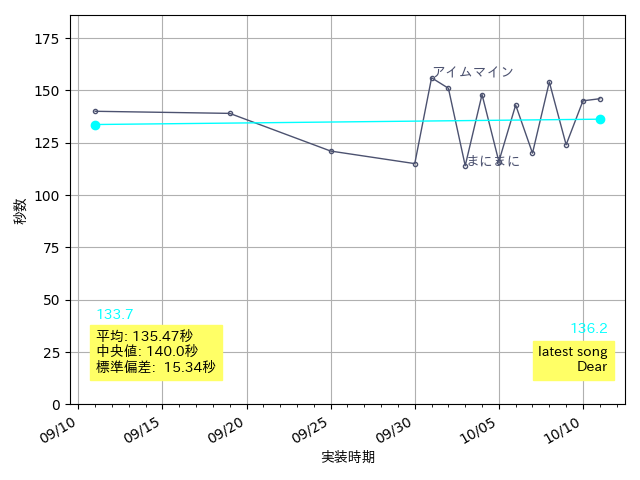 175
150
125
100
75
50
25
0
秒数
アイムマイン
まにまに
133.7
平均: 135.47秒
中央値: 140.0秒
標準偏差: 15.34秒
136.2
latest song
Dear
09/10
09/15
09/20
09/25
09/30
10/05
10/10
実装時期